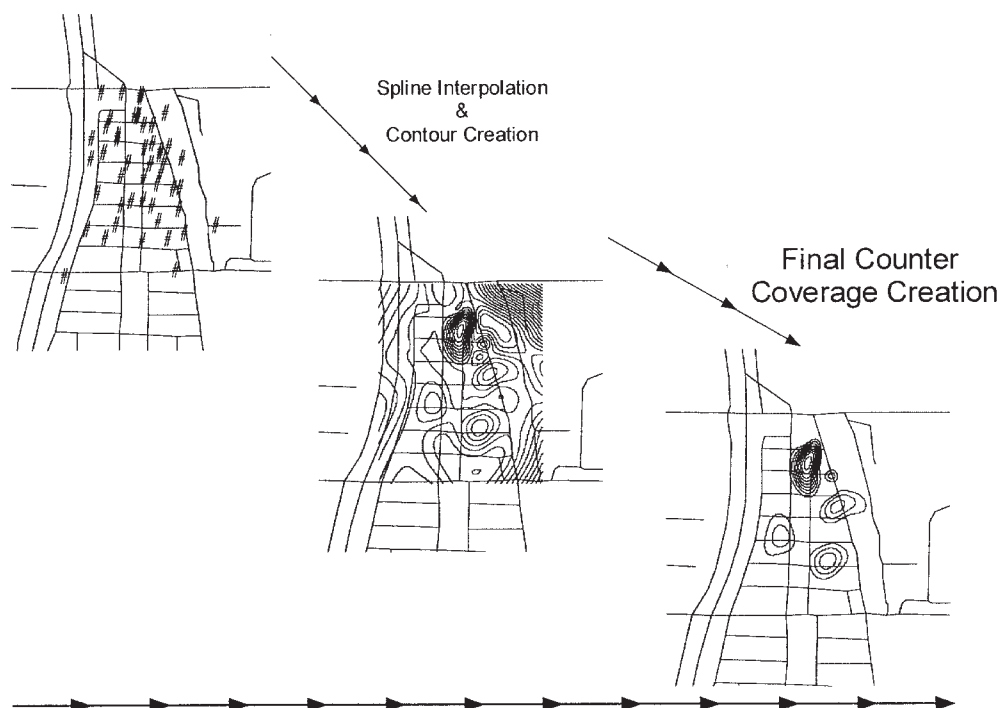 Spline Interpolation
&
Contour Creation
Final Counter
Coverage Creation